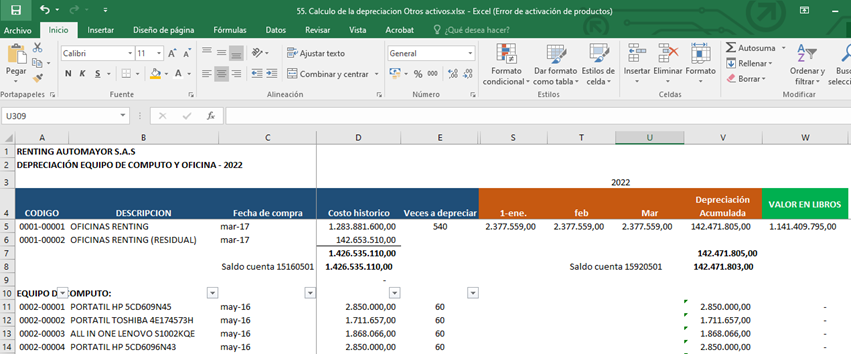 55. Calculo de la depreciacion Otros activos.xlsx - Excel (Error de activación de productos)
Archivo Inicio Insertar Diseño de página Fórmulas Datos Revisar Vista Acrobat ¿Qué desea hacer?
Calibri 11 A A Ajustar texto General Autosuma
Pegar Formato Dar formato Estilos de Insertar Eliminar Formato Rellenar Ordenar y
N K S A Combinar y centrar $ % 000 condicional como tabla celda Borrar filtrar
Portapapeles Fuente Alineación Número Estilos Celdas Modificar
U309 fx
A B C D E S T U V W
1 RENTING AUTOMAYOR S.A.S
2 DEPRECIACIÓN EQUIPO DE COMPUTO Y OFICINA - 2022
3 2022
4 CODIGO DESCRIPCION Fecha de compra Costo historico Veces a depreciar 1-ene. feb Mar Depreciación Acumulada VALOR EN LIBROS
5 0001-00001 OFICINAS RENTING mar-17 1.283.881.600,00 540 2.377.559,00 2.377.559,00 2.377.559,00 142.471.805,00 1.141.409.795,00
6 0001-00002 OFICINAS RENTING (RESIDUAL) mar-17 142.653.510,00
7 1.426.535.110,00 142.471.805,00
8 Saldo cuenta 15160501 1.426.535.110,00 Saldo cuenta 15920501 142.471.803,00
9 -
10 EQUIPO DE COMPUTO:
11 0002-00001 PORTATIL HP 5CD609N45 may-16 2.850.000,00 60 2.850.000,00 -
12 0002-00002 PORTATIL TOSHIBA 4E174573H may-16 1.711.657,00 60 1.711.657,00 -
13 0002-00003 ALL IN ONE LENOVO S1002KQE may-16 1.868.066,00 60 1.868.066,00 -
14 0002-00004 PORTATIL HP 5CD6096N43 may-16 2.850.000,00 60 2.850.000,00 -